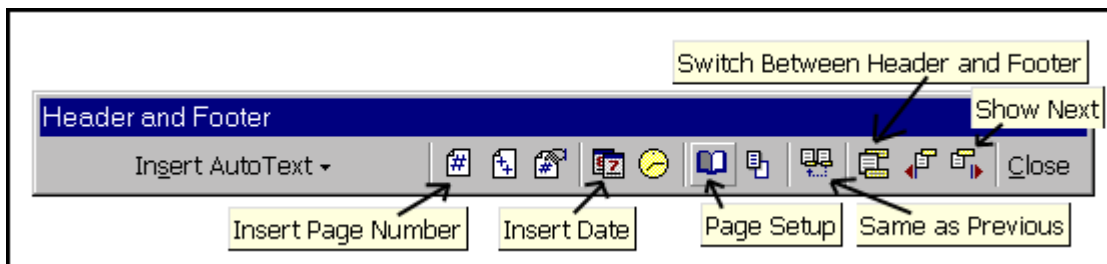 Switch Between Header and Footer
Header and Footer
Show Next
Insert AutoText
Close
Insert Page Number
Insert Date
Page Setup
Same as Previous